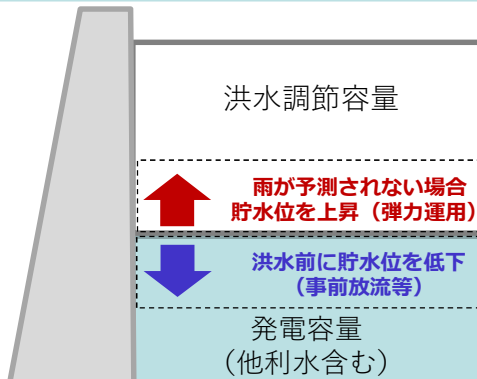 洪水調節容量
雨が予測されない場合
貯水位を上昇（弾力運用）
洪水前に貯水位を低下
（事前放流等）
発電容量
（他利水含む）